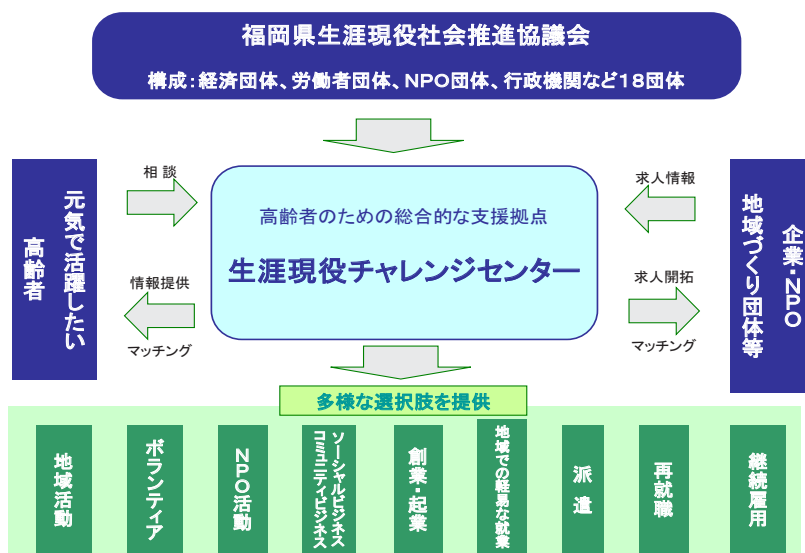 福岡県生涯現役社会推進協議会
構成：経済団体、労働者団体、ＮＰＯ団体、行政機関など１８団体
元気で活躍したい
高齢者
相 談
情報提供
マッチング
高齢者のための総合的な支援拠点
生涯現役チャレンジセンター
求人情報
求人開拓
マッチング
企業・ＮＰＯ
地域づくり団体等
多様な選択肢を提供
地域活動
ボランティア
ＮＰＯ活動
ソーシャルビジネス
コミュニティビジネス
創業・起業
地域での軽易な就業
派 遣
再就職
継続雇用